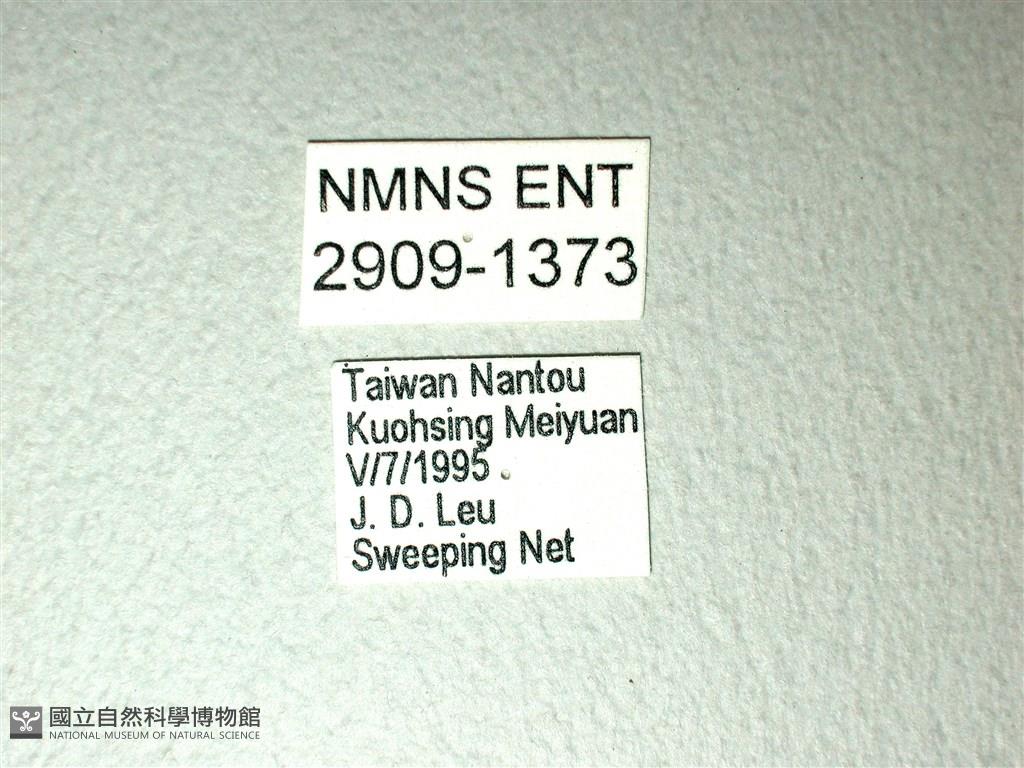 NMNS ENT
2909-1373
Taiwan Nantou
Kuohsing Meiyuan
V/7/1995
J. D. Leu
Sweeping Net
國立自然科學博物館
NATIONAL MUSEUM OF NATURAL SCIENCE